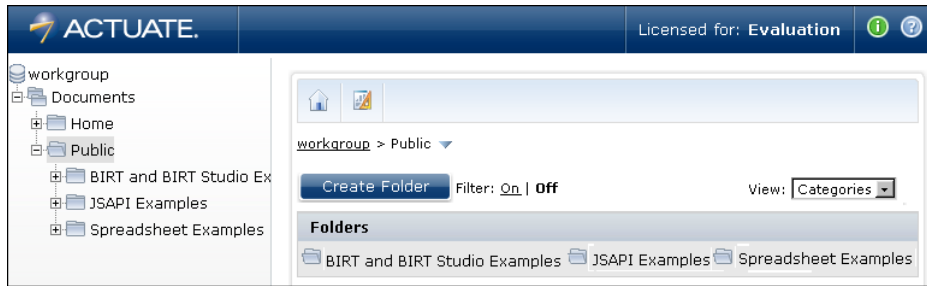 ACTUATE.
Licensed for: Evaluation
workgroup
Documents
Home
Public
BIRT and BIRT Studio Ex
JSAPI Examples
Spreadsheet Examples
workgroup > Public
Create Folder Filter: On | Off View: Categories
Folders
BIRT and BIRT Studio Examples JSAPI Examples Spreadsheet Examples